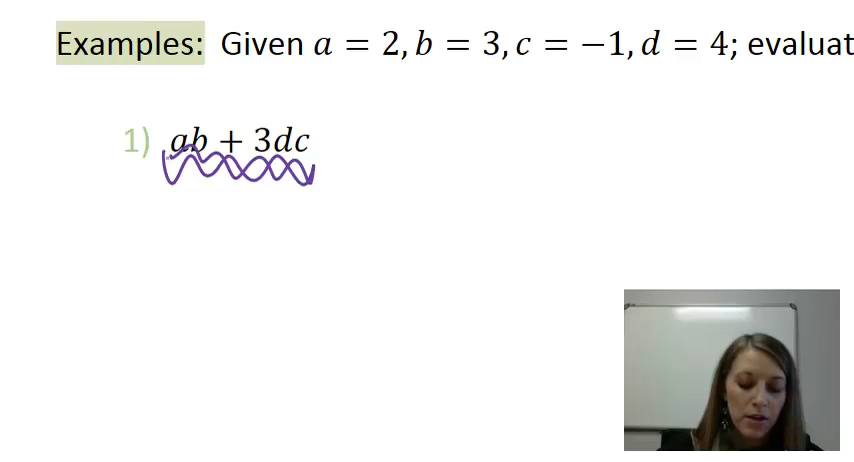 Examples: Given a = 2, b = 3, c = −1, d = 4; evaluat
1) ab + 3dc